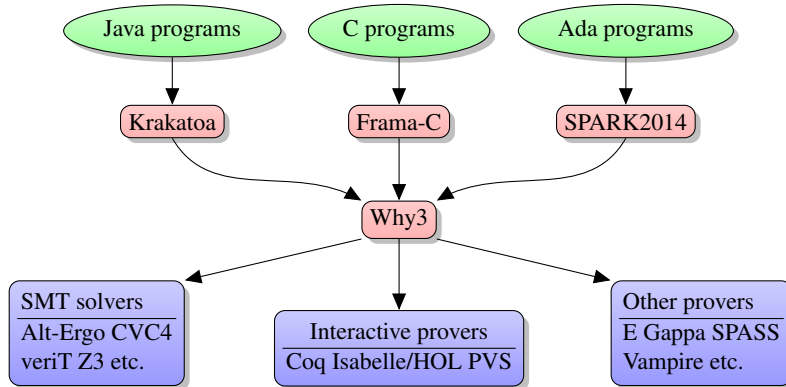 Java programs
C programs
Ada programs
Krakatoa
Frama-C
SPARK2014
Why3
SMT solvers
Alt-Ergo CVC4
veriT Z3 etc.
Interactive provers
Coq Isabelle/HOL PVS
Other provers
E Gappa SPASS
Vampire etc.